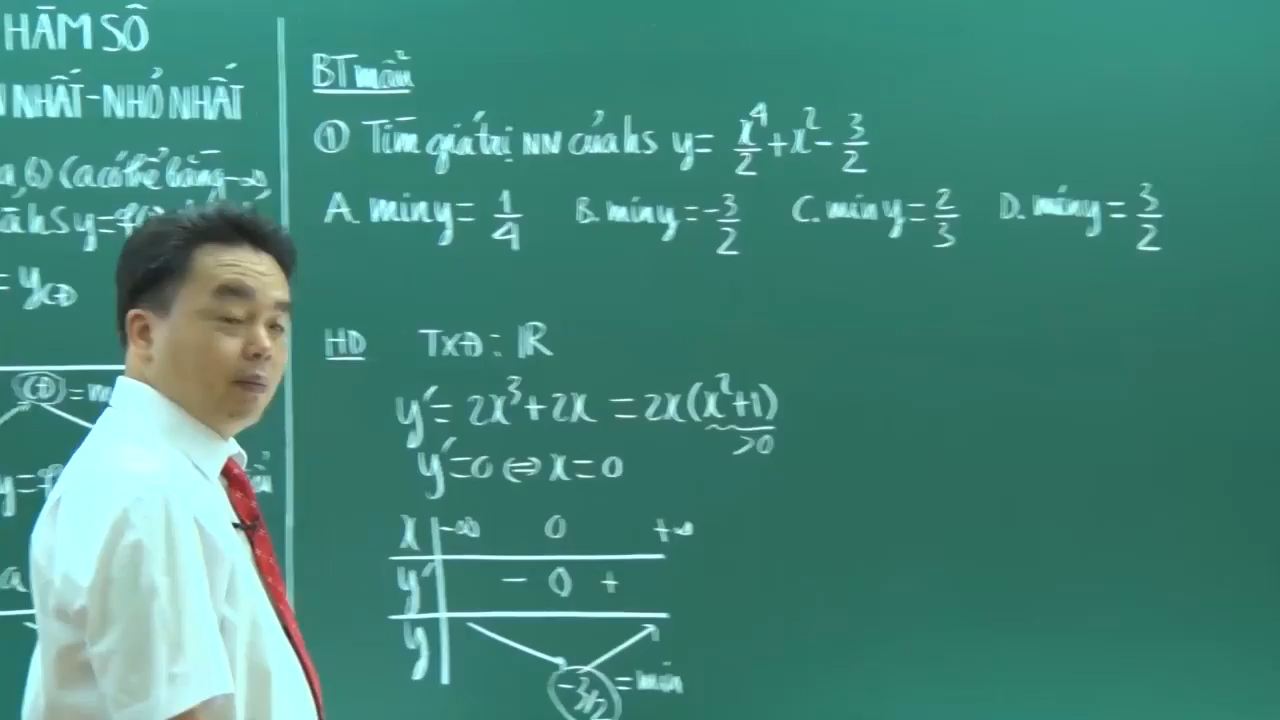 HÀM SỐ
NHẤT - NHỎ NHẤT
y = f(
= y(
= m
y =
BT mẫu
① Tìm giá trị NN của hs y = x⁴/2 + x² - 3/2
A. min y = 1/4 B. min y = -3/2 C. min y = 2/3 D. min y = 3/2
HD TXĐ: ℝ
y' = 2x³ + 2x = 2x(x² + 1)
>0
y' = 0 ⇔ x = 0
x -∞ 0 +∞
y' - 0 +
y
-3/2 = min